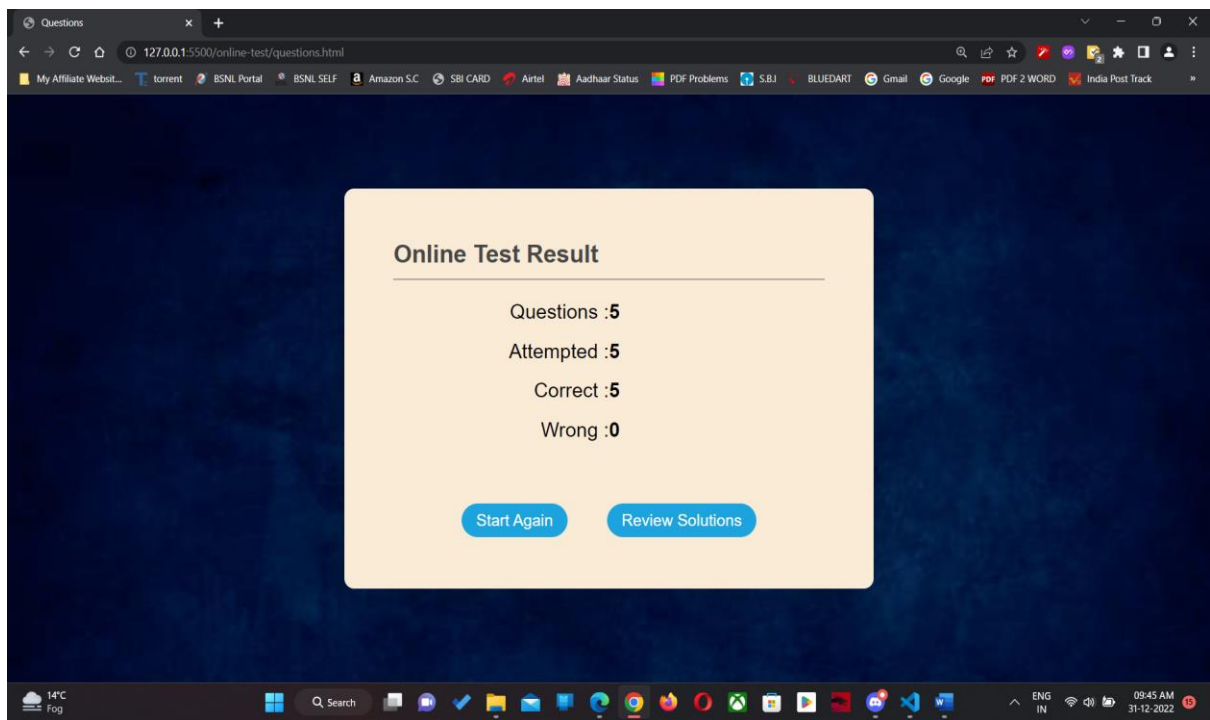 Questions
127.0.0.1:5500/online-test/questions.html
My Affiliate Websit... torrent BSNL Portal BSNL SELF Amazon S.C SBI CARD Airtel Aadhaar Status PDF Problems S.B.I BLUEDART Gmail Google PDF PDF 2 WORD India Post Track »
Online Test Result
Questions :5
Attempted :5
Correct :5
Wrong :0
Start Again Review Solutions
14°C
Fog
Search
ENG
IN
09:45 AM
31-12-2022
15